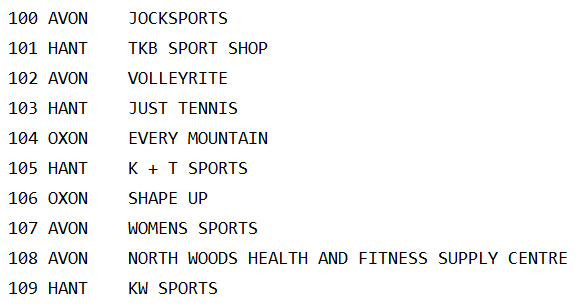 100 AVON    JOCKSPORTS
101 HANT    TKB SPORT SHOP
102 AVON    VOLLEYRITE
103 HANT    JUST TENNIS
104 OXON    EVERY MOUNTAIN
105 HANT    K + T SPORTS
106 OXON    SHAPE UP
107 AVON    WOMENS SPORTS
108 AVON    NORTH WOODS HEALTH AND FITNESS SUPPLY CENTRE
109 HANT    KW SPORTS